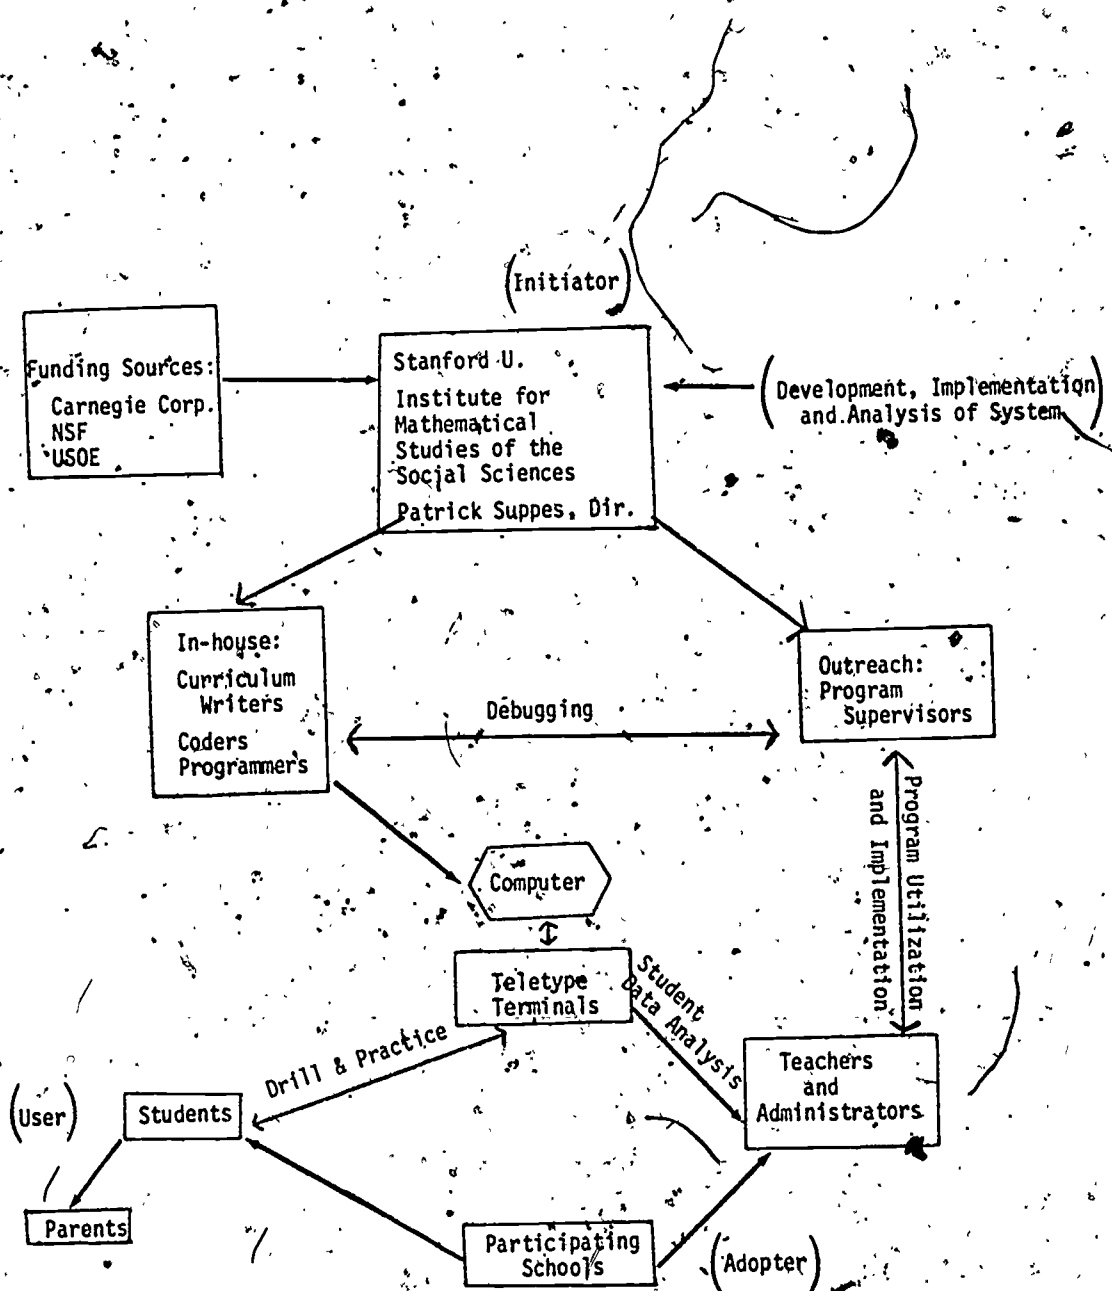 (Initiator)
Funding Sources:
Carnegie Corp.
NSF
USOE
Stanford U.
Institute for
Mathematical
Studies of the
Social Sciences
Patrick Suppes, Dir.
(Development, Implementation
and Analysis of System)
In-house:
Curriculum
Writers
Coders
Programmers
Debugging
Outreach:
Program
Supervisors
Program Utilization
and Implementation
Computer
Teletype
Terminals
Student
Data Analysis
Drill & Practice
Teachers
and
Administrators
(User)
Students
Parents
Participating
Schools
(Adopter)